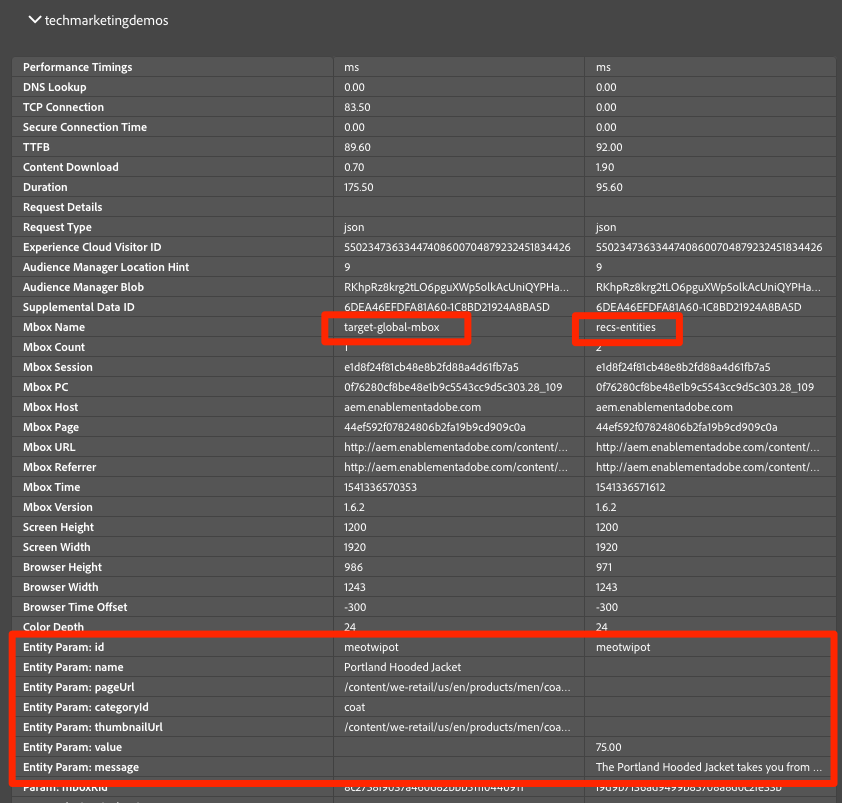 techmarketingdemos
Performance Timings ms ms
DNS Lookup 0.00 0.00
TCP Connection 83.50 0.00
Secure Connection Time 0.00 0.00
TTFB 89.60 92.00
Content Download 0.70 1.90
Duration 175.50 95.60
Request Details
Request Type json json
Experience Cloud Visitor ID 55023473633447408600704879232451834426 55023473633447408600704879232451834426
Audience Manager Location Hint 9 9
Audience Manager Blob RKhpRz8krg2tLO6pguXWp5olkAcUniQYPHa... RKhpRz8krg2tLO6pguXWp5olkAcUniQYPHa...
Supplemental Data ID 6DEA46EFDFA81A60-1C8BD21924A8BA5D 6DEA46EFDFA81A60-1C8BD21924A8BA5D
Mbox Name target-global-mbox recs-entities
Mbox Count 1 2
Mbox Session e1d8f24f81cb48e8b2fd88a4d61fb7a5 e1d8f24f81cb48e8b2fd88a4d61fb7a5
Mbox PC 0f76280cf8be48e1b9c5543cc9d5c303.28_109 0f76280cf8be48e1b9c5543cc9d5c303.28_109
Mbox Host aem.enablementadobe.com aem.enablementadobe.com
Mbox Page 44ef592f07824806b2fa19b9cd909c0a 44ef592f07824806b2fa19b9cd909c0a
Mbox URL http://aem.enablementadobe.com/content/... http://aem.enablementadobe.com/content/...
Mbox Referrer http://aem.enablementadobe.com/content/... http://aem.enablementadobe.com/content/...
Mbox Time 1541336570353 1541336571612
Mbox Version 1.6.2 1.6.2
Screen Height 1200 1200
Screen Width 1920 1920
Browser Height 986 971
Browser Width 1243 1243
Browser Time Offset -300 -300
Color Depth 24 24
Entity Param: id meotwipot meotwipot
Entity Param: name Portland Hooded Jacket
Entity Param: pageUrl /content/we-retail/us/en/products/men/coa...
Entity Param: categoryId coat
Entity Param: thumbnailUrl /content/we-retail/us/en/products/men/coa...
Entity Param: value 75.00
Entity Param: message The Portland Hooded Jacket takes you from ...
Param: mboxRid